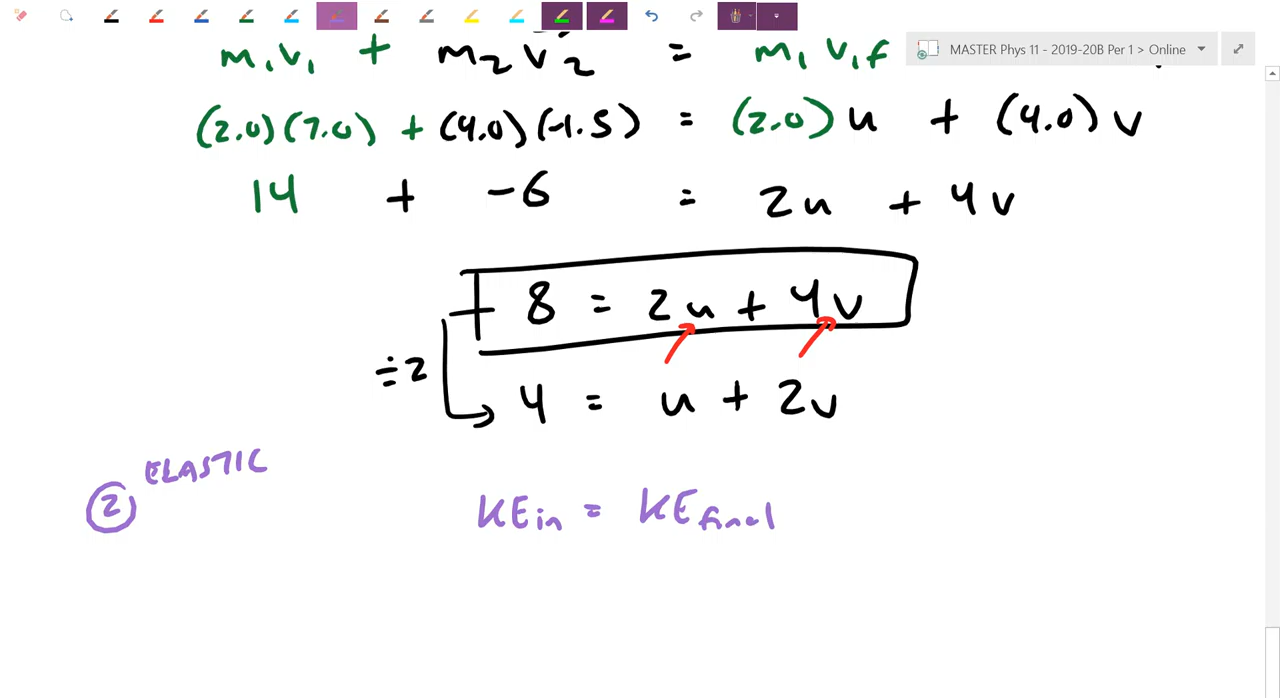 MASTER Phys 11 - 2019-20B Per 1 > Online
m₁v₁ + m₂v₂ = m₁v₁f
(2.0)(7.0) + (4.0)(-1.5) = (2.0)u + (4.0)v
14 + -6 = 2u + 4v
+ 8 = 2u + 4v
÷2
4 = u + 2v
ELASTIC
② KEin = KEfinal